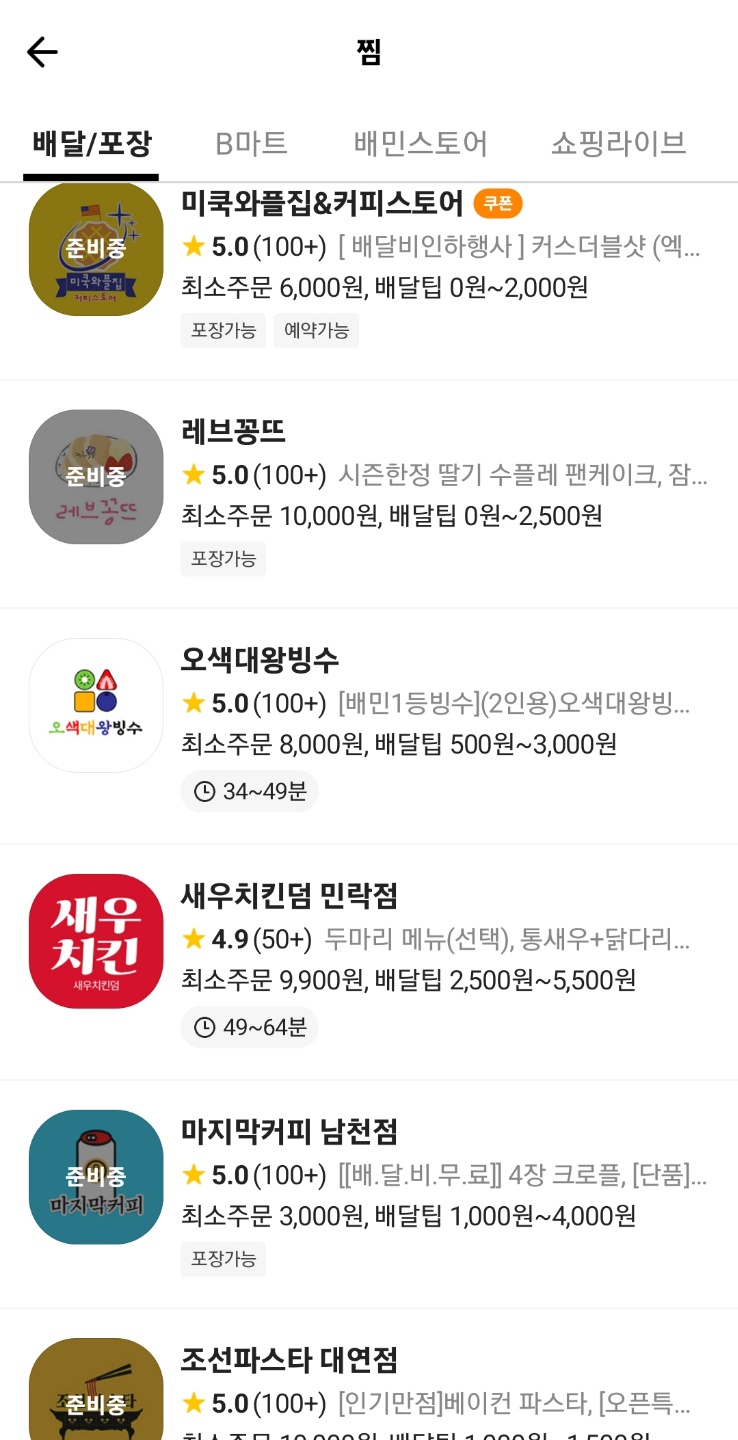 찜
배달/포장 B마트 배민스토어 쇼핑라이브
미쿡와플집&커피스토어 쿠폰
준비중
미쿡와플집
커피스토어
5.0(100+) [ 배달비인하행사 ] 커스더블샷 (엑...
최소주문 6,000원, 배달팁 0원~2,000원
포장가능 예약가능
레브꽁뜨
준비중
레브꽁뜨
5.0(100+) 시즌한정 딸기 수플레 팬케이크, 잠...
최소주문 10,000원, 배달팁 0원~2,500원
포장가능
오색대왕빙수
오색대왕빙수
5.0(100+) [배민1등빙수](2인용)오색대왕빙...
최소주문 8,000원, 배달팁 500원~3,000원
34~49분
새우치킨덤 민락점
새우
치킨
새우치킨덤
4.9(50+) 두마리 메뉴(선택), 통새우+닭다리...
최소주문 9,900원, 배달팁 2,500원~5,500원
49~64분
마지막커피 남천점
준비중
마지막커피
5.0(100+) [[배.달.비.무.료]] 4장 크로플, [단품]...
최소주문 3,000원, 배달팁 1,000원~4,000원
포장가능
조선파스타 대연점
준비중
5.0(100+) [인기만점]베이컨 파스타, [오픈특...